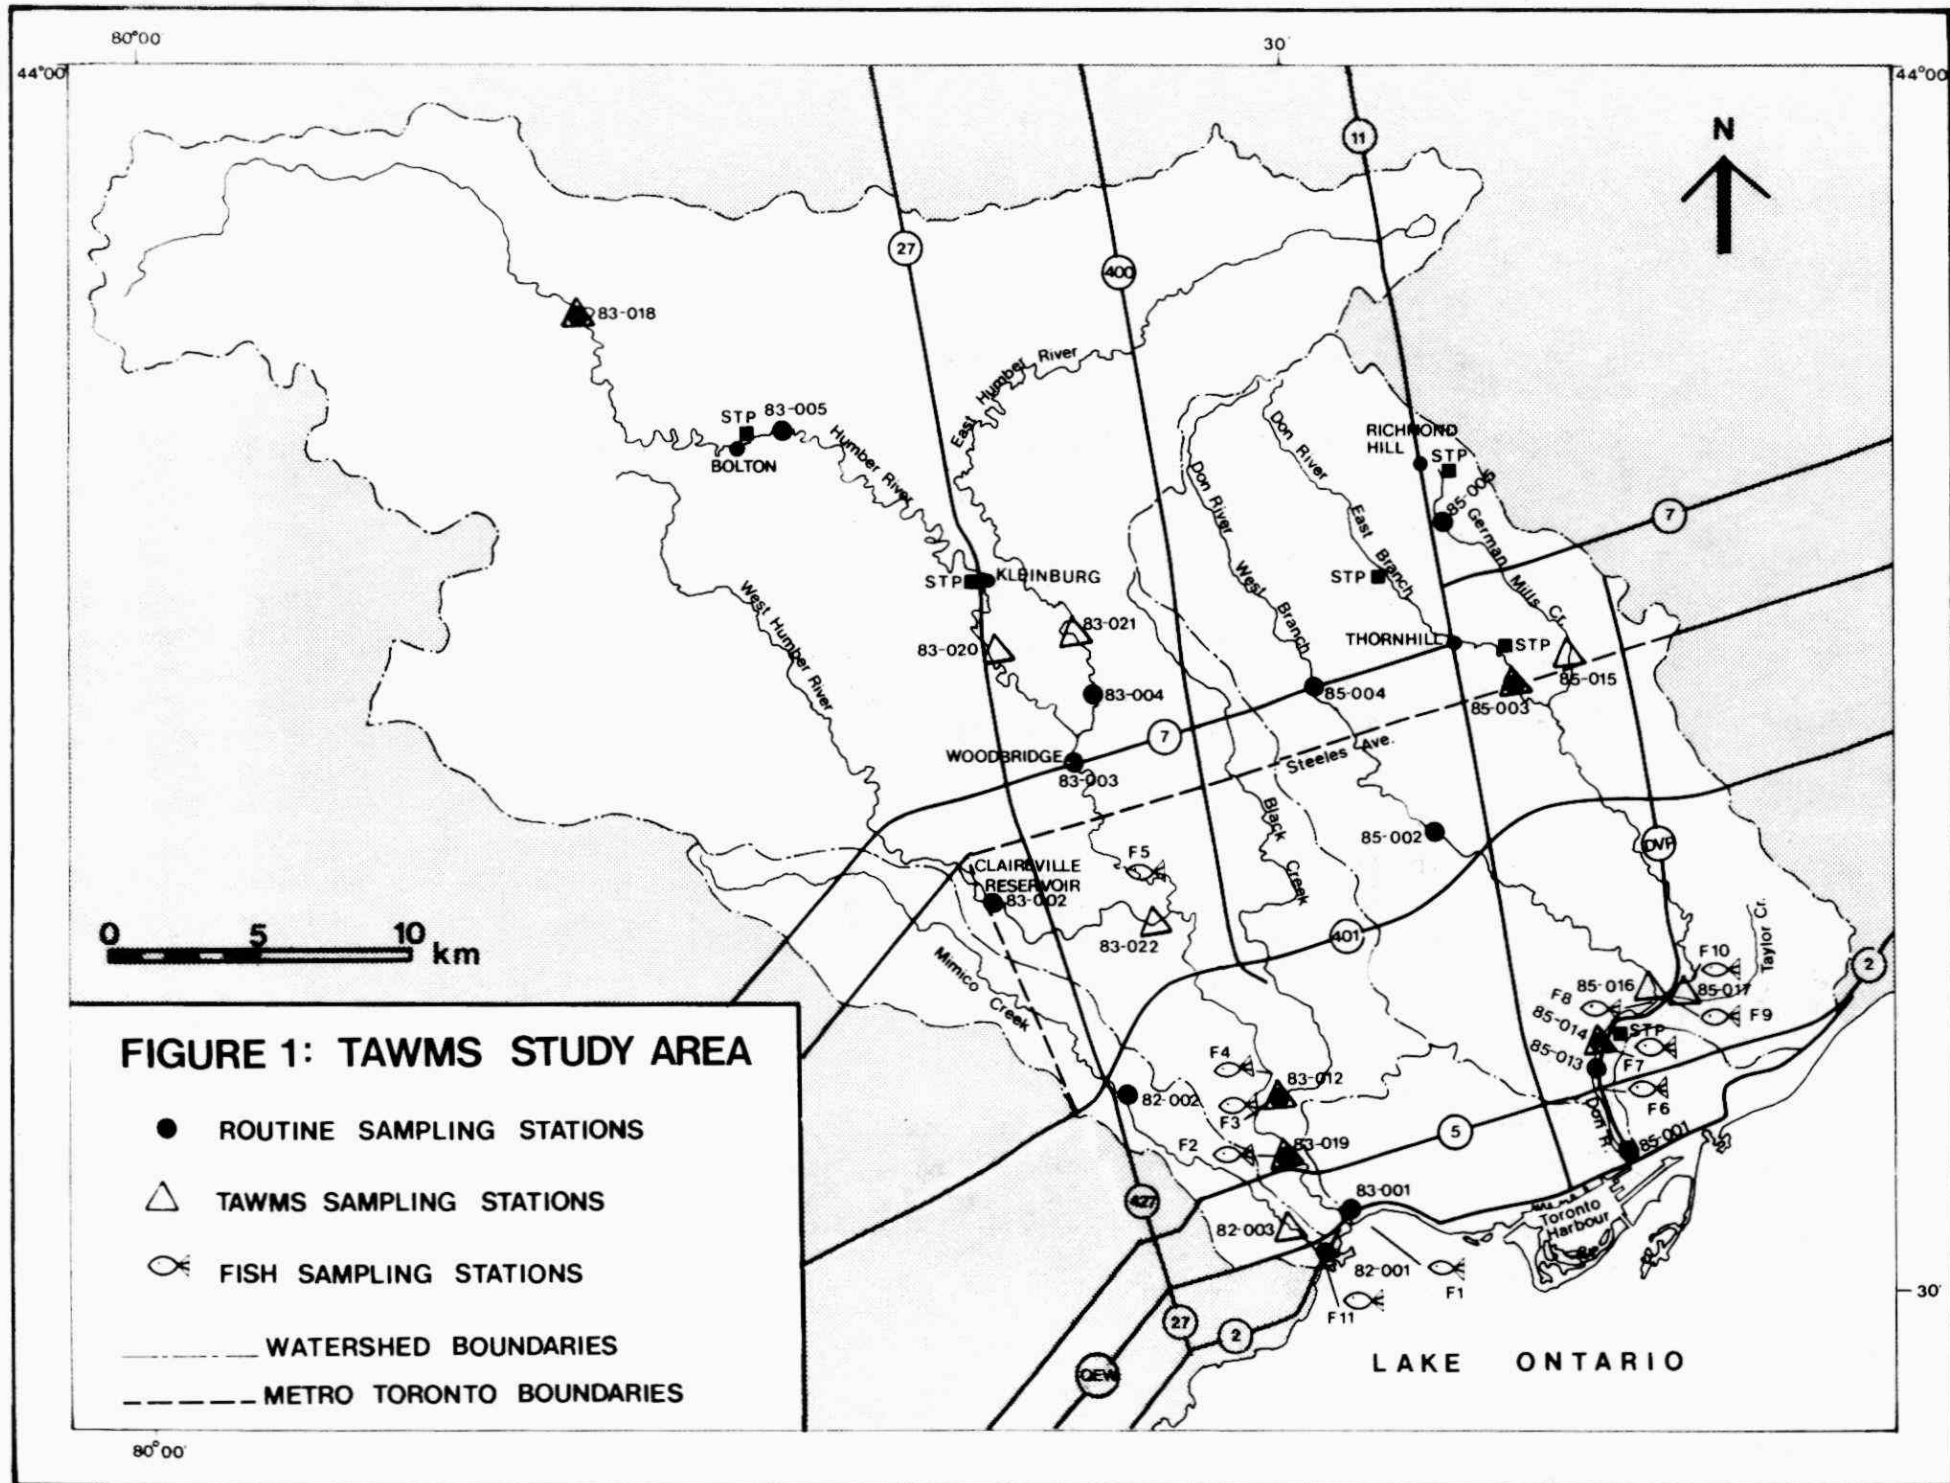 80°00'
30'
44°00'
44°00'
N
11
27
400
83-018
East Humber River
STP
83-005
BOLTON
Humber River
RICHMOND
HILL
STP
Don River
East Branch
85-005
German Mills Cr.
7
Don River
West Branch
STP
KLEINBURG
STP
West Humber River
83-021
83-020
THORNHILL
STP
83-004
85-004
85-015
85-003
7
WOODBRIDGE
83-003
Steeles Ave.
Black Creek
85-002
DVP
F5
CLAIREVILLE
RESERVOIR
83-002
83-022
401
Taylor Cr.
2
0 5 10 km
Mimico Creek
F10
85-016
85-017
F8
F9
85-014
STP
85-013
F7
F6
F4
83-012
82-002
F3
F2
83-019
5
Don R.
85-001
427
83-001
82-003
Toronto
Harbour
82-001
F1
F11
30'
27
2
QEW
LAKE ONTARIO
FIGURE 1: TAWMS STUDY AREA
ROUTINE SAMPLING STATIONS
TAWMS SAMPLING STATIONS
FISH SAMPLING STATIONS
WATERSHED BOUNDARIES
METRO TORONTO BOUNDARIES
80°00'